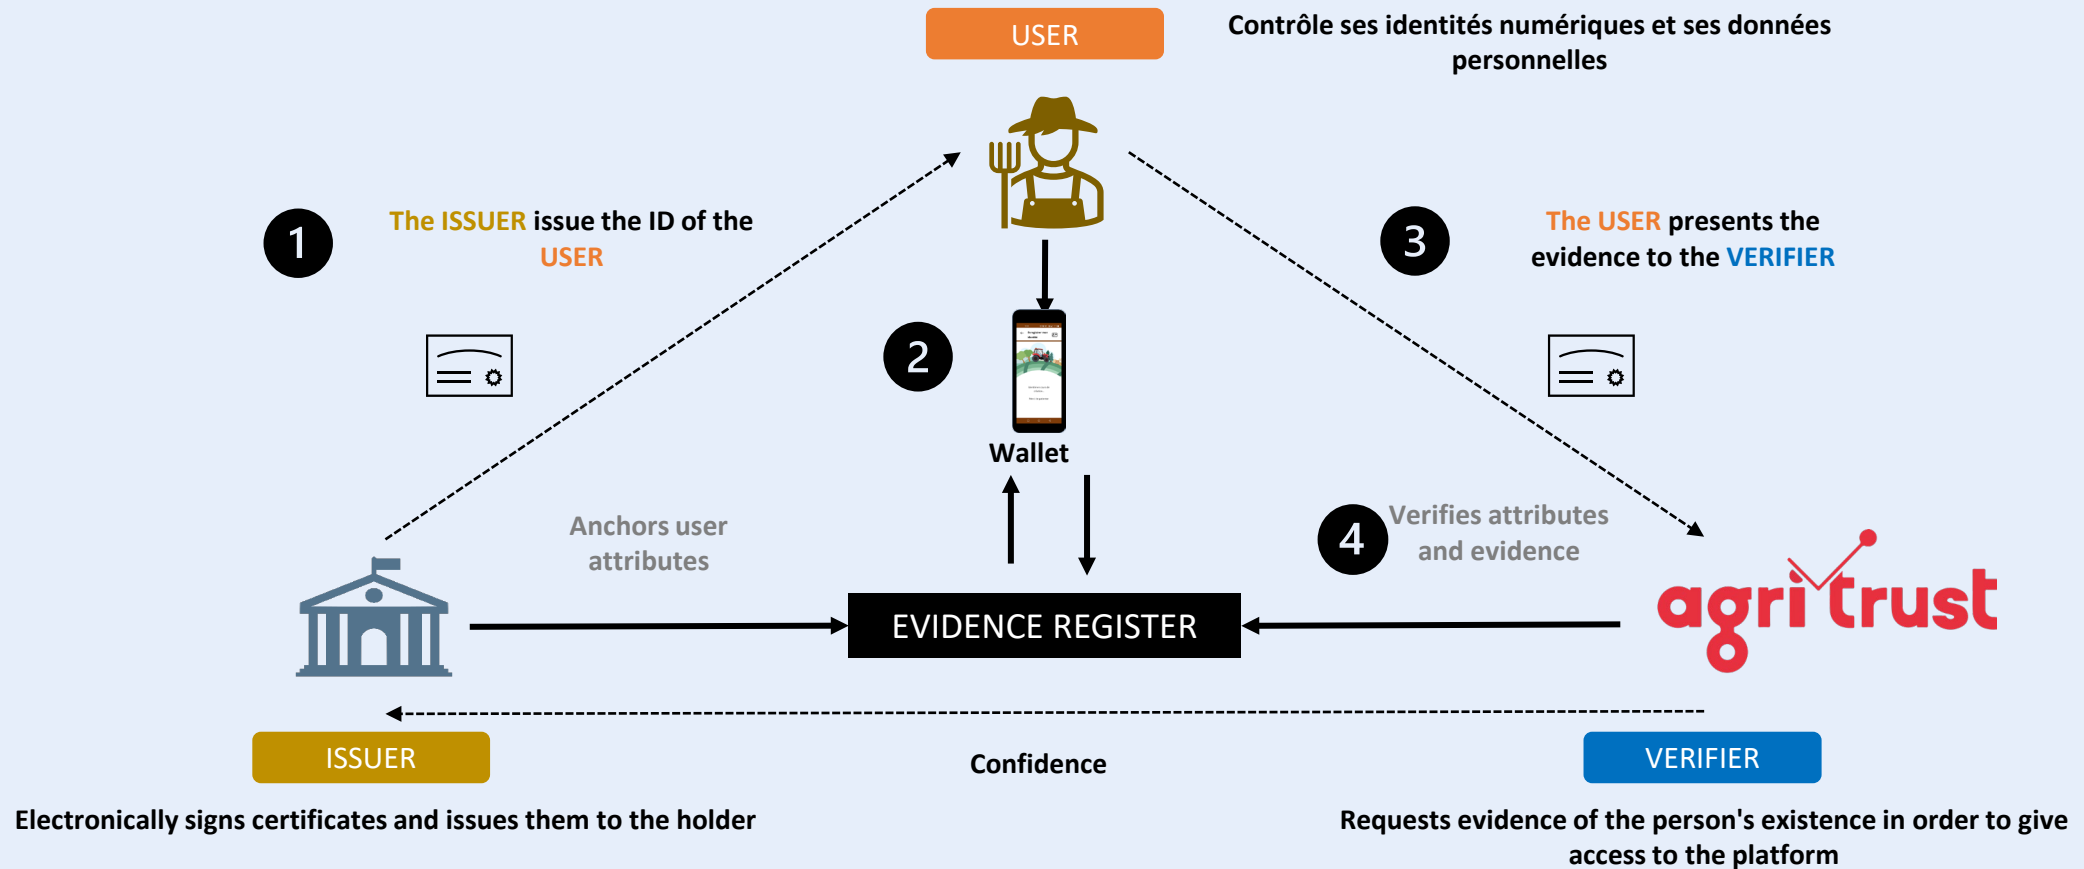 USER
Contrôle ses identités numériques et ses données
personnelles
1
The ISSUER issue the ID of the
USER
3
The USER presents the
evidence to the VERIFIER
2
Wallet
Anchors user
attributes
4
Verifies attributes
and evidence
EVIDENCE REGISTER
agritrust
ISSUER
Confidence
VERIFIER
Electronically signs certificates and issues them to the holder
Requests evidence of the person's existence in order to give
access to the platform